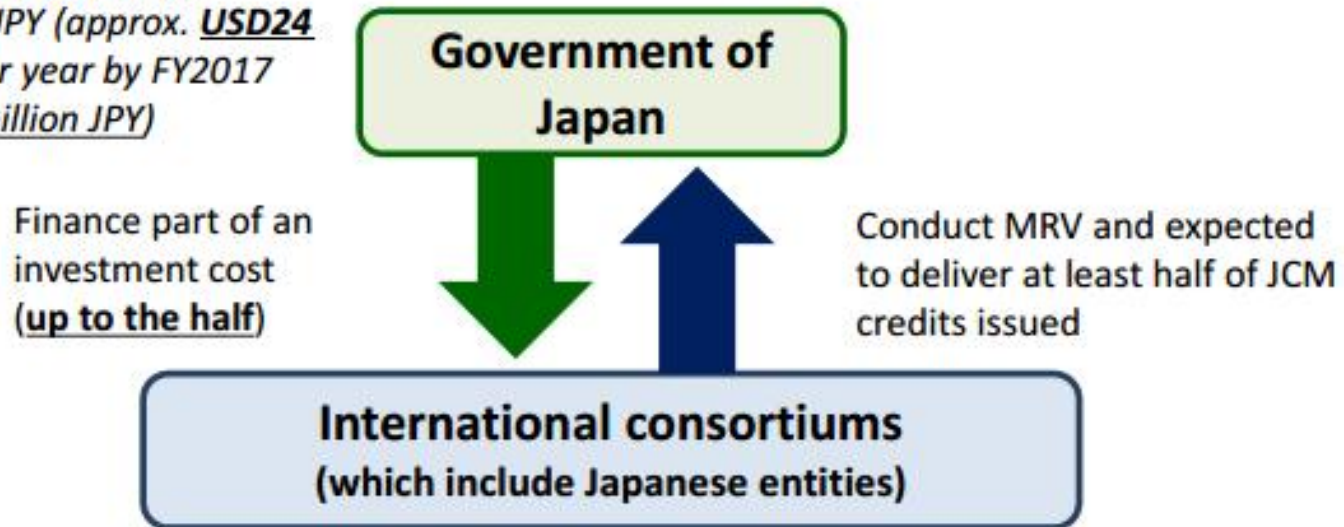 JPY (approx. USD24
r year by FY2017
illion JPY)
Government of
Japan
Finance part of an
investment cost
(up to the half)
Conduct MRV and expected
to deliver at least half of JCM
credits issued
International consortiums
(which include Japanese entities)